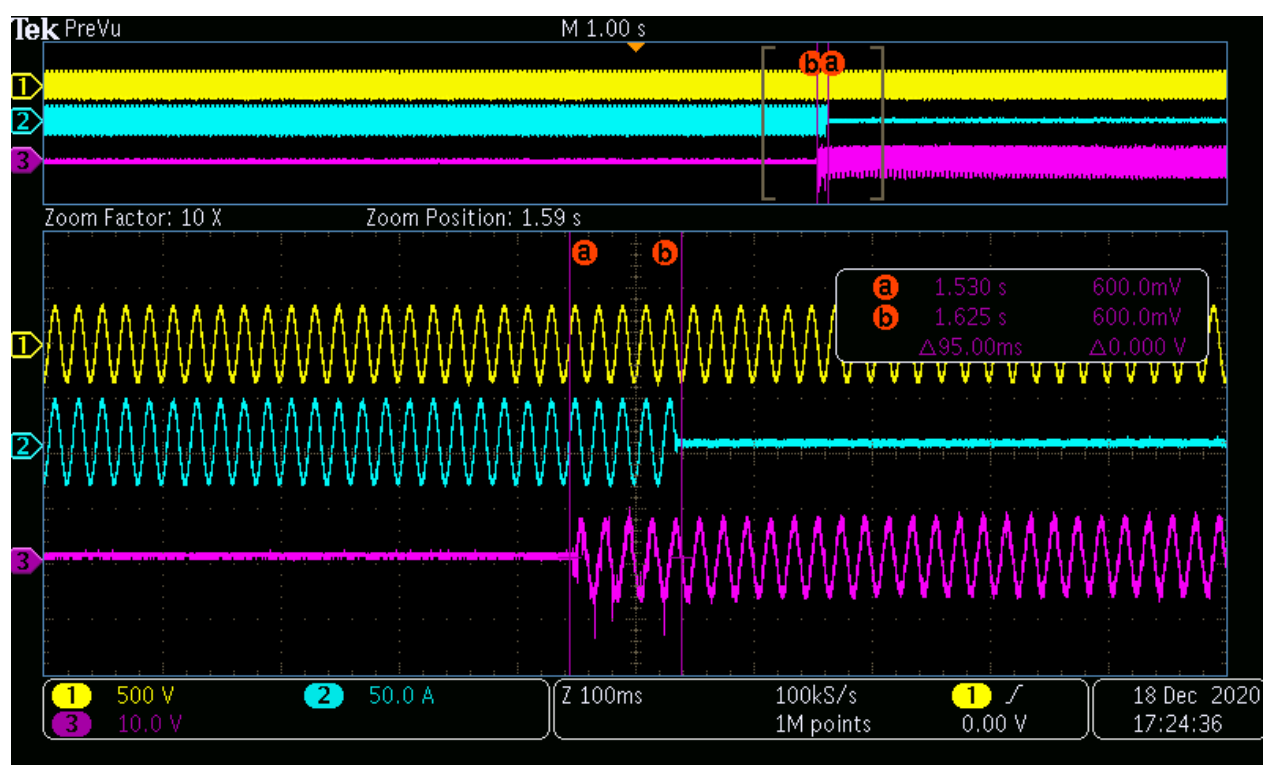 Tek PreVu M 1.00 s
b a
1
2
3
Zoom Factor: 10 X Zoom Position: 1.59 s
a b
a 1.530 s 600.0mV
b 1.625 s 600.0mV
△95.00ms △0.000 V
1
2
3
1 500 V 2 50.0 A Z 100ms 100kS/s 1 18 Dec 2020
3 10.0 V 1M points 0.00 V 17:24:36